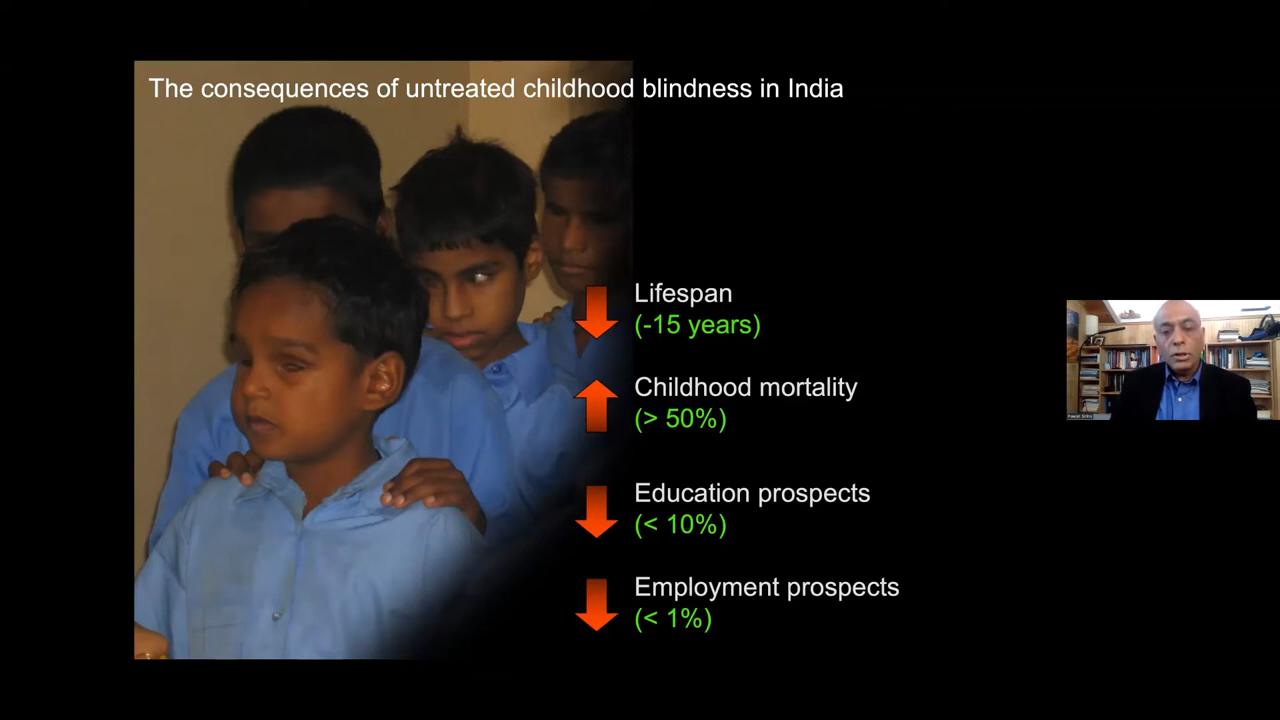 The consequences of untreated childhood blindness in India
Lifespan
(-15 years)
Childhood mortality
(> 50%)
Education prospects
(< 10%)
Employment prospects
(< 1%)